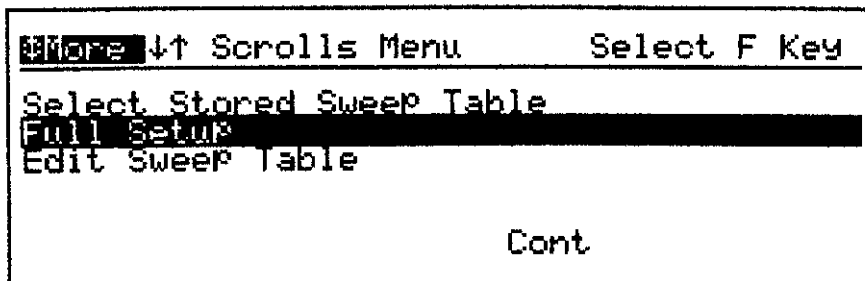 ↕More ↓↑ Scrolls Menu Select F Key
Select Stored Sweep Table
Full Setup
Edit Sweep Table
Cont